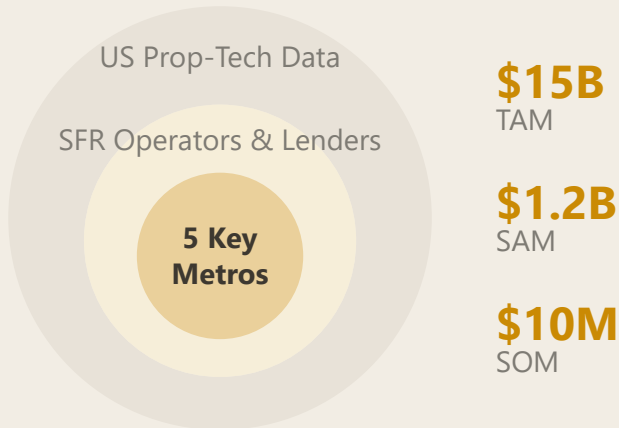 US Prop-Tech Data
SFR Operators & Lenders
5 Key
Metros
$15B
TAM
$1.2B
SAM
$10M
SOM